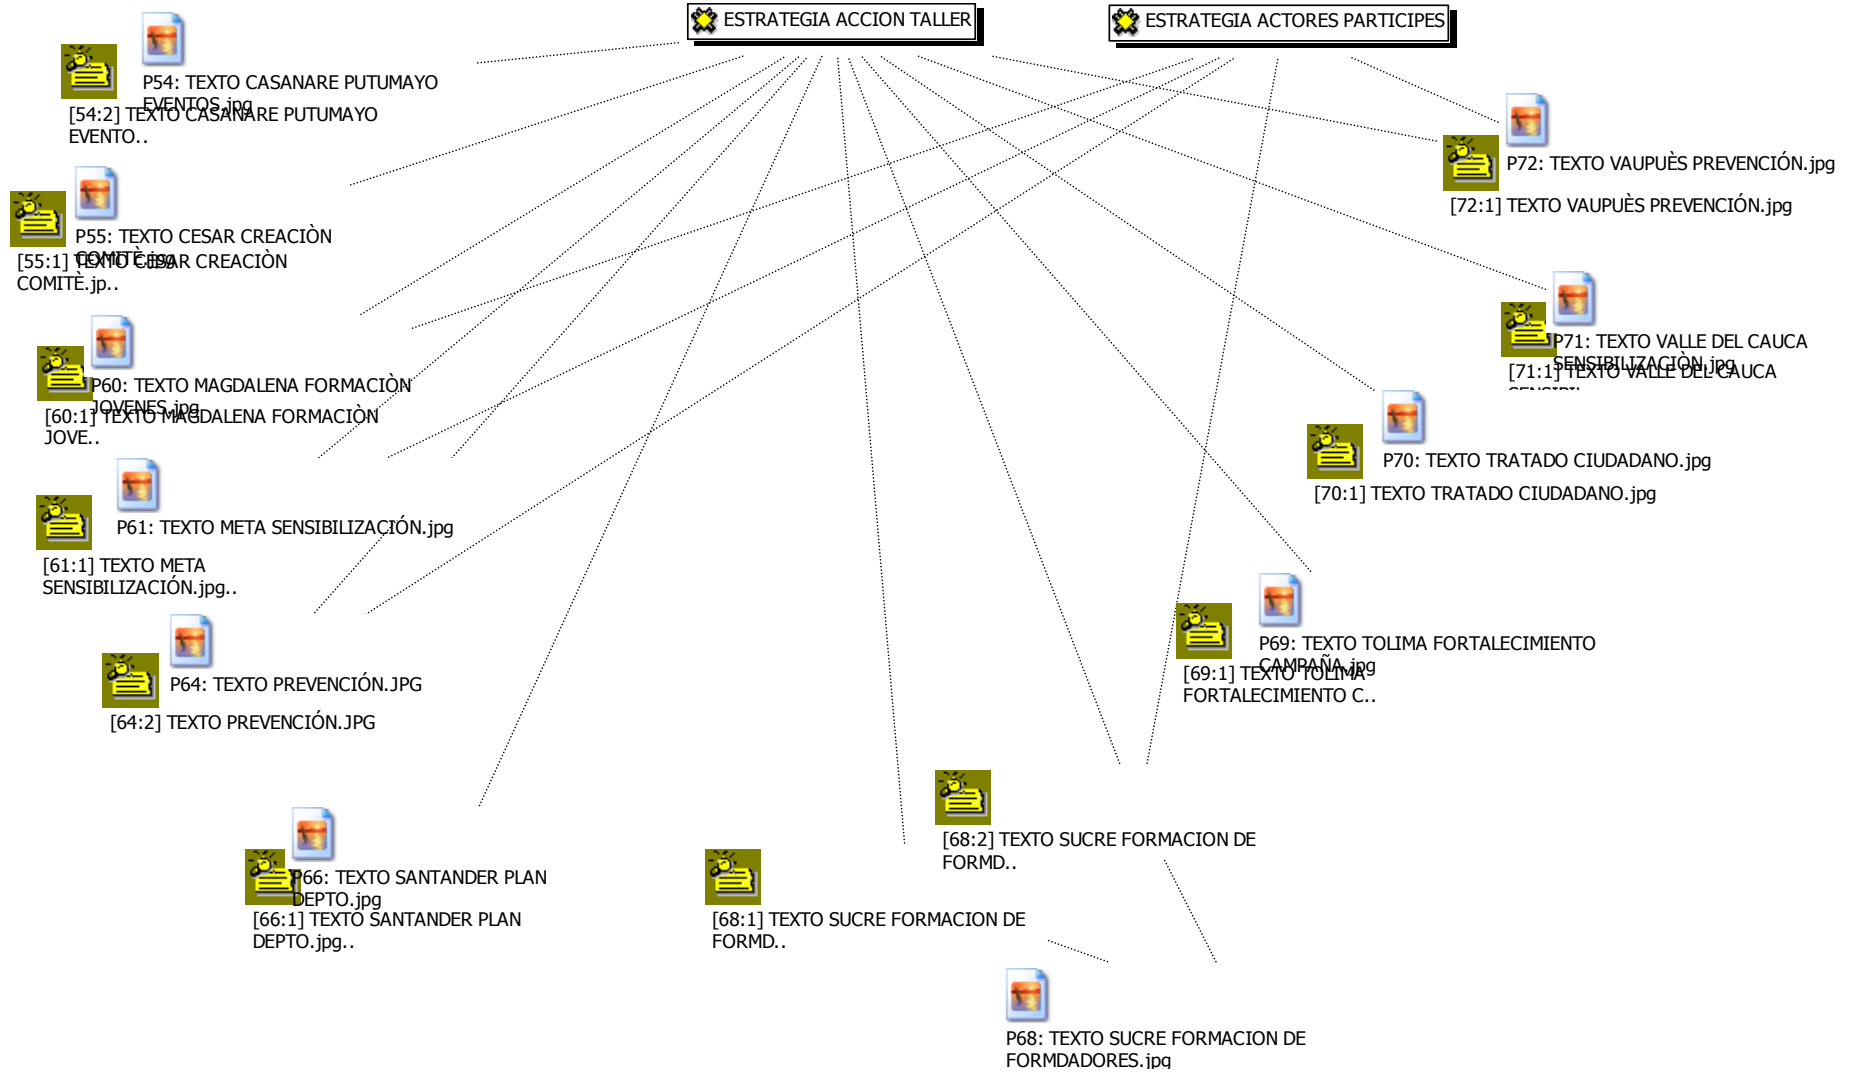 ESTRATEGIA ACCION TALLER
ESTRATEGIA ACTORES PARTICIPES
P54: TEXTO CASANARE PUTUMAYO
EVENTOS.jpg
[54:2] TEXTO CASANARE PUTUMAYO
EVENTO..
P72: TEXTO VAUPUÈS PREVENCIÓN.jpg
[72:1] TEXTO VAUPUÈS PREVENCIÓN.jpg
P55: TEXTO CESAR CREACIÒN
COMITÈ.jpg
[55:1] TEXTO CESAR CREACIÒN
COMITÈ.jp..
P71: TEXTO VALLE DEL CAUCA
SENSIBILIZACIÒN.jpg
[71:1] TEXTO VALLE DEL CAUCA
SENSIBIL..
P60: TEXTO MAGDALENA FORMACIÒN
JOVENES.jpg
[60:1] TEXTO MAGDALENA FORMACIÒN
JOVE..
P70: TEXTO TRATADO CIUDADANO.jpg
[70:1] TEXTO TRATADO CIUDADANO.jpg
P61: TEXTO META SENSIBILIZACIÓN.jpg
[61:1] TEXTO META
SENSIBILIZACIÓN.jpg..
P69: TEXTO TOLIMA FORTALECIMIENTO
CAMPAÑA.jpg
[69:1] TEXTO TOLIMA
FORTALECIMIENTO C..
P64: TEXTO PREVENCIÓN.JPG
[64:2] TEXTO PREVENCIÓN.JPG
[68:2] TEXTO SUCRE FORMACION DE
FORMD..
P66: TEXTO SANTANDER PLAN
DEPTO.jpg
[66:1] TEXTO SANTANDER PLAN
DEPTO.jpg..
[68:1] TEXTO SUCRE FORMACION DE
FORMD..
P68: TEXTO SUCRE FORMACION DE
FORMDADORES.jpg